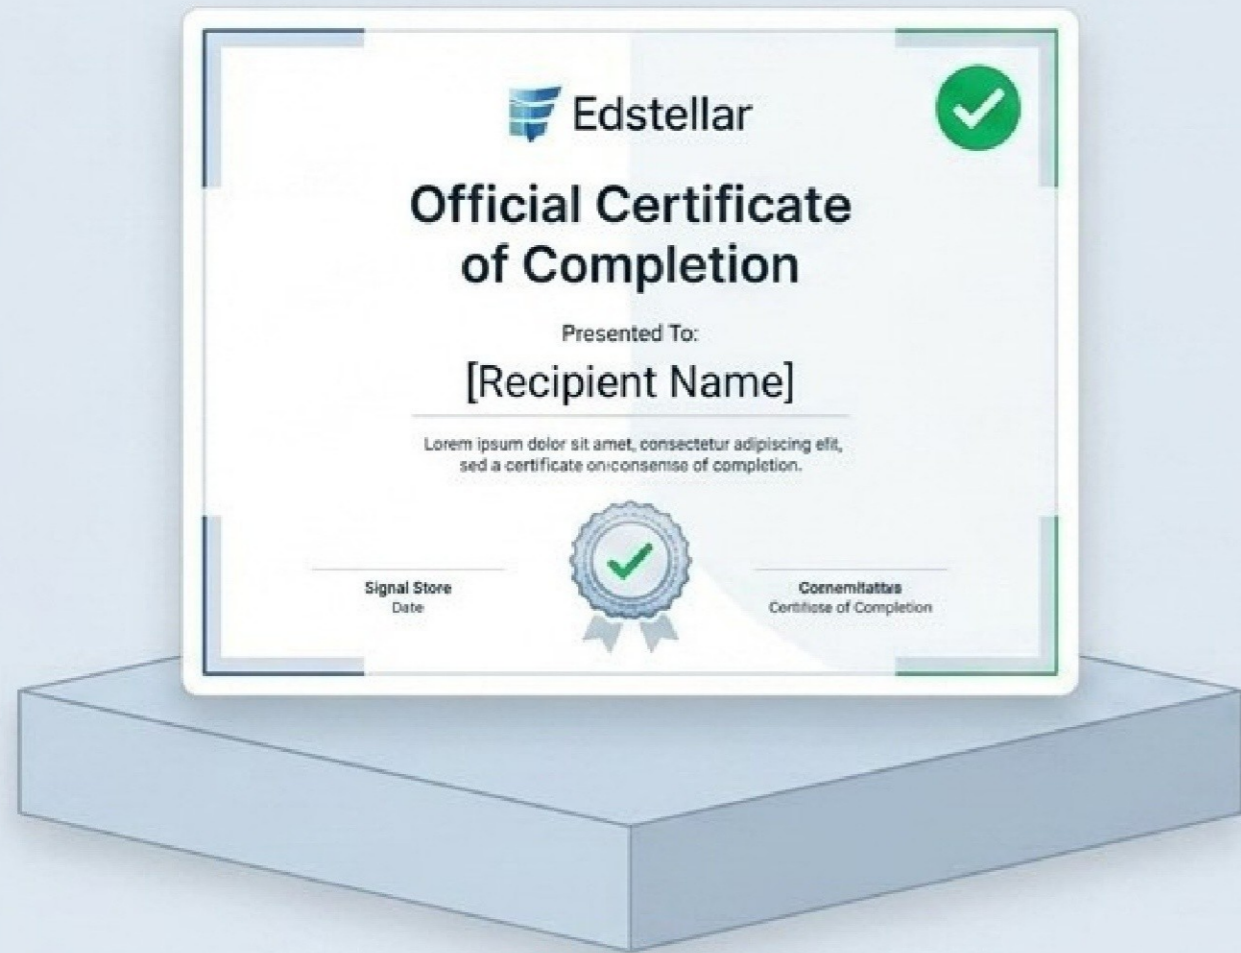 Edstellar
Official Certificate
of Completion
Presented To:
[Recipient Name]
Lorem ipsum dolor sit amet, consectetur adipiscing elit,
sed a certificate on consemse of completion.
Signal Store
Date
Cornemitattvs
Certifiose of Completion